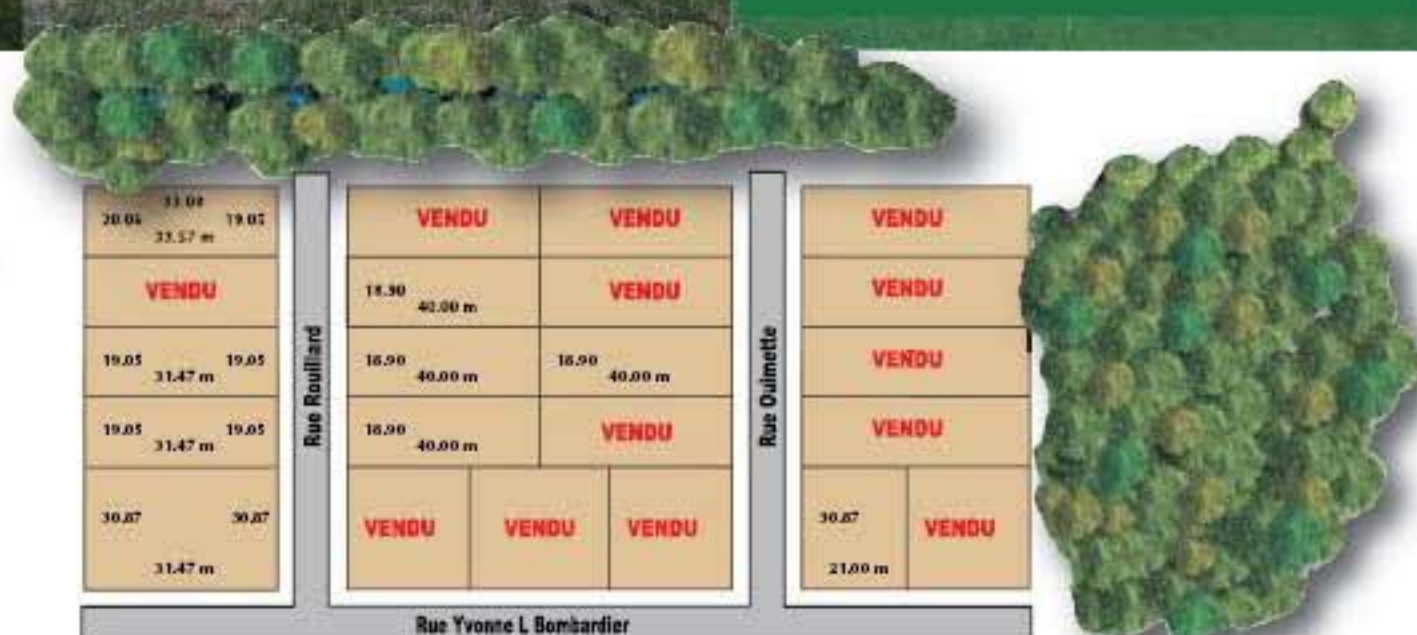 20.06 19.05
33.57 m
VENDU
19.05 19.05
31.47 m
19.05 19.05
31.47 m
30.87 30.87
31.47 m
Rue Rouillard
VENDU VENDU
18.90 VENDU
40.00 m
18.90 18.90
40.00 m 40.00 m
18.90 VENDU
40.00 m
VENDU VENDU VENDU
Rue Ouimette
VENDU
VENDU
VENDU
VENDU
30.87 VENDU
21.00 m
Rue Yvonne L Bombardier